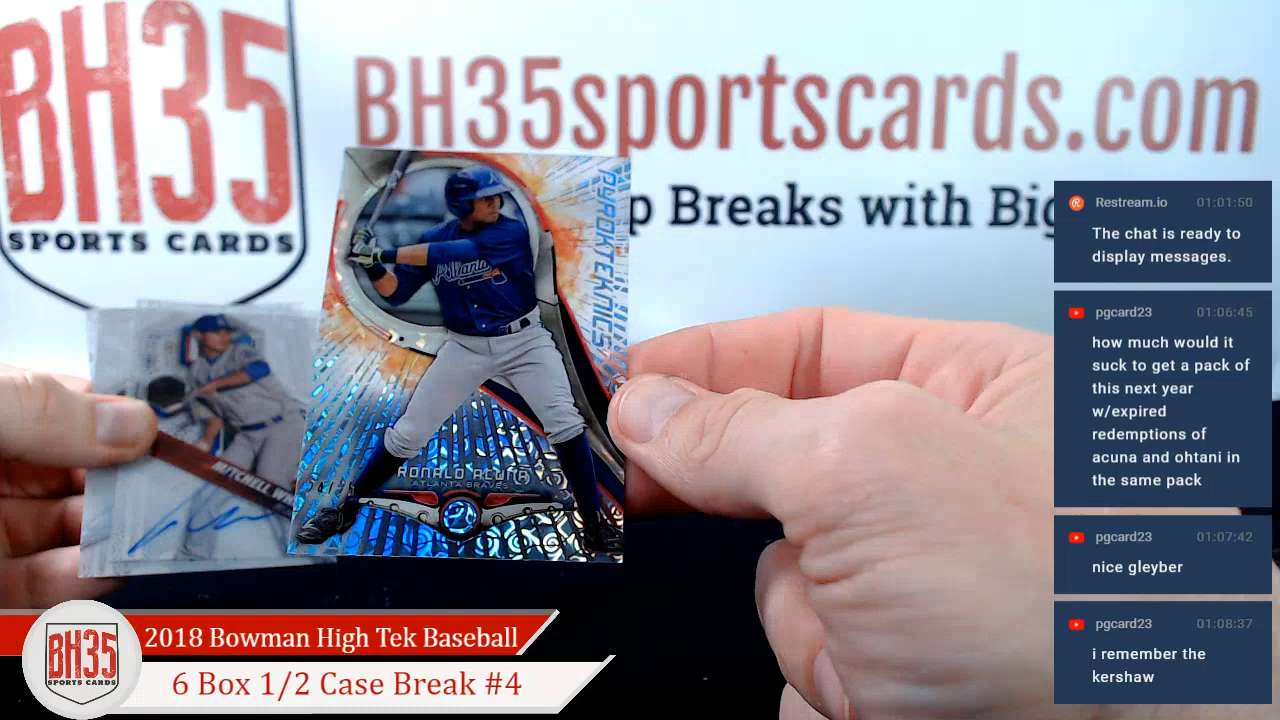 BH35
SPORTS CARDS
BH35sportscards.com
p Breaks with Big
PYROTEKNICS
Atlanta
RONALD ACUÑA
ATLANTA BRAVES
MITCHELL WH
2018 Bowman High Tek Baseball
6 Box 1/2 Case Break #4
BH35
SPORTS CARDS
Restream.io 01:01:50
The chat is ready to
display messages.
pgcard23 01:06:45
how much would it
suck to get a pack of
this next year
w/expired
redemptions of
acuna and ohtani in
the same pack
pgcard23 01:07:42
nice gleyber
pgcard23 01:08:37
i remember the
kershaw